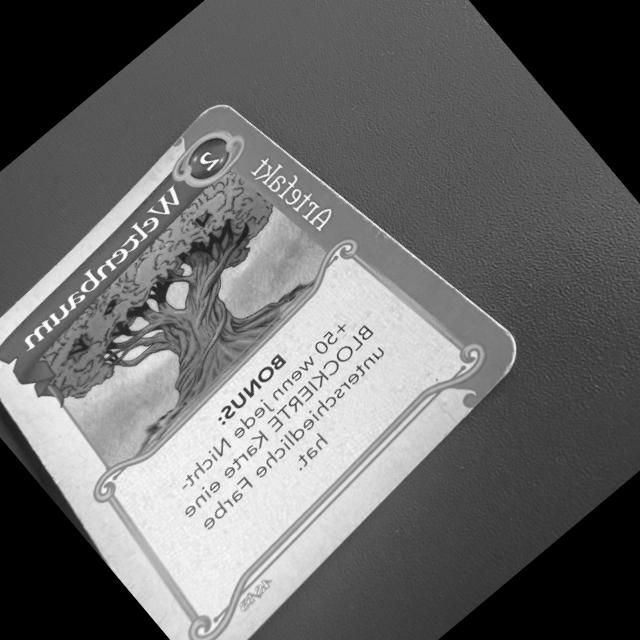 2
Weltenbaum
Artefakt
BONUS:
+50 wenn jede Nicht-
BLOCKIERTE Karte eine
unterschiedliche Farbe
hat.